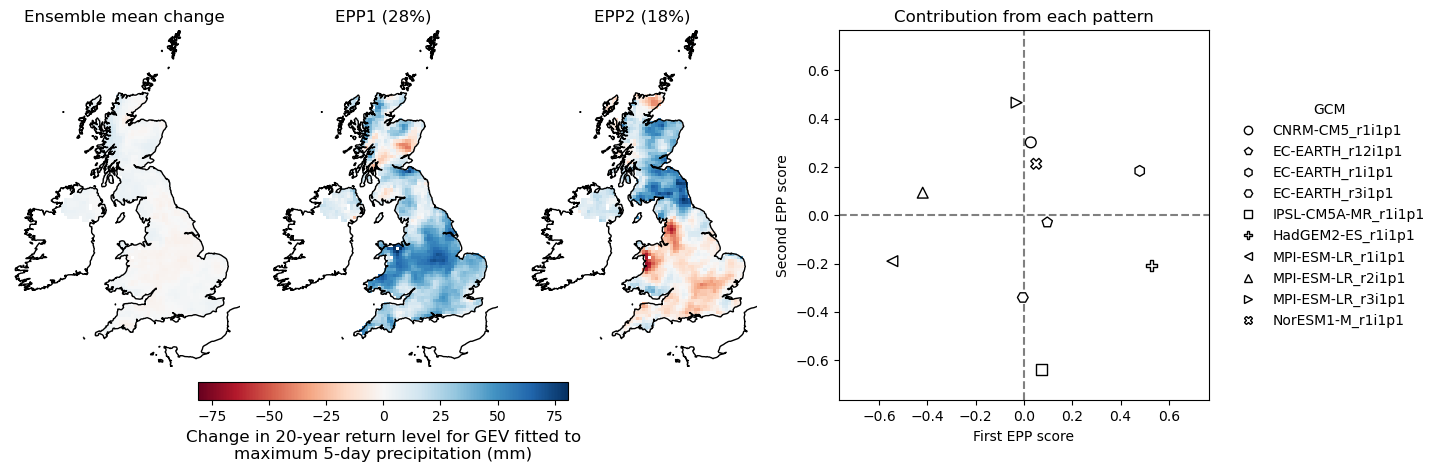 Ensemble mean change
EPP1 (28%)
EPP2 (18%)
Contribution from each pattern
−75 −50 −25 0 25 50 75
Change in 20-year return level for GEV fitted to
maximum 5-day precipitation (mm)
Second EPP score
0.6
0.4
0.2
0.0
−0.2
−0.4
−0.6
−0.6 −0.4 −0.2 0.0 0.2 0.4 0.6
First EPP score
GCM
CNRM-CM5_r1i1p1
EC-EARTH_r12i1p1
EC-EARTH_r1i1p1
EC-EARTH_r3i1p1
IPSL-CM5A-MR_r1i1p1
HadGEM2-ES_r1i1p1
MPI-ESM-LR_r1i1p1
MPI-ESM-LR_r2i1p1
MPI-ESM-LR_r3i1p1
NorESM1-M_r1i1p1